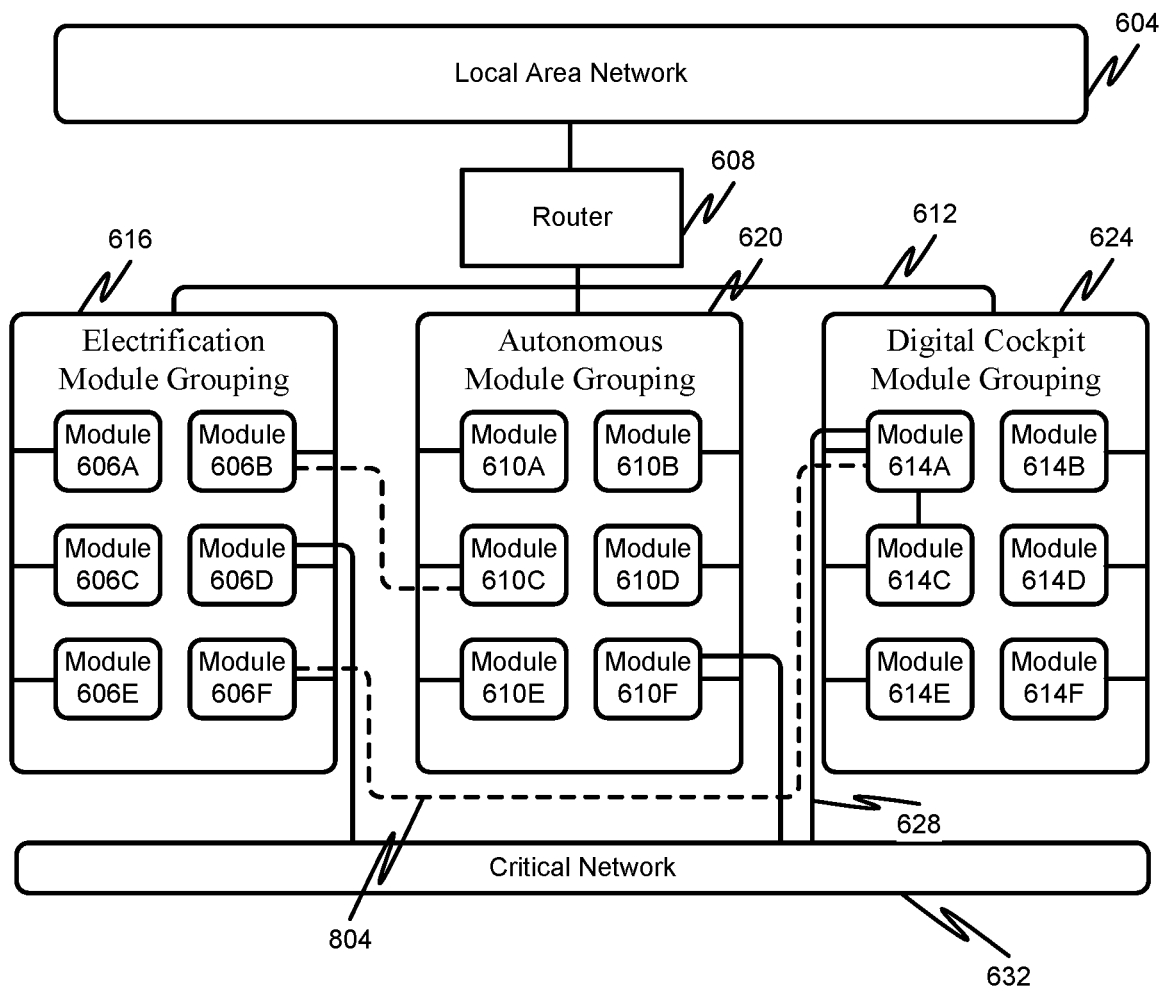 604
Local Area Network
608
Router
612
616
620
624
Electrification
Module Grouping
Autonomous
Module Grouping
Digital Cockpit
Module Grouping
Module
606A
Module
606B
Module
610A
Module
610B
Module
614A
Module
614B
Module
606C
Module
606D
Module
610C
Module
610D
Module
614C
Module
614D
Module
606E
Module
606F
Module
610E
Module
610F
Module
614E
Module
614F
628
Critical Network
804
632